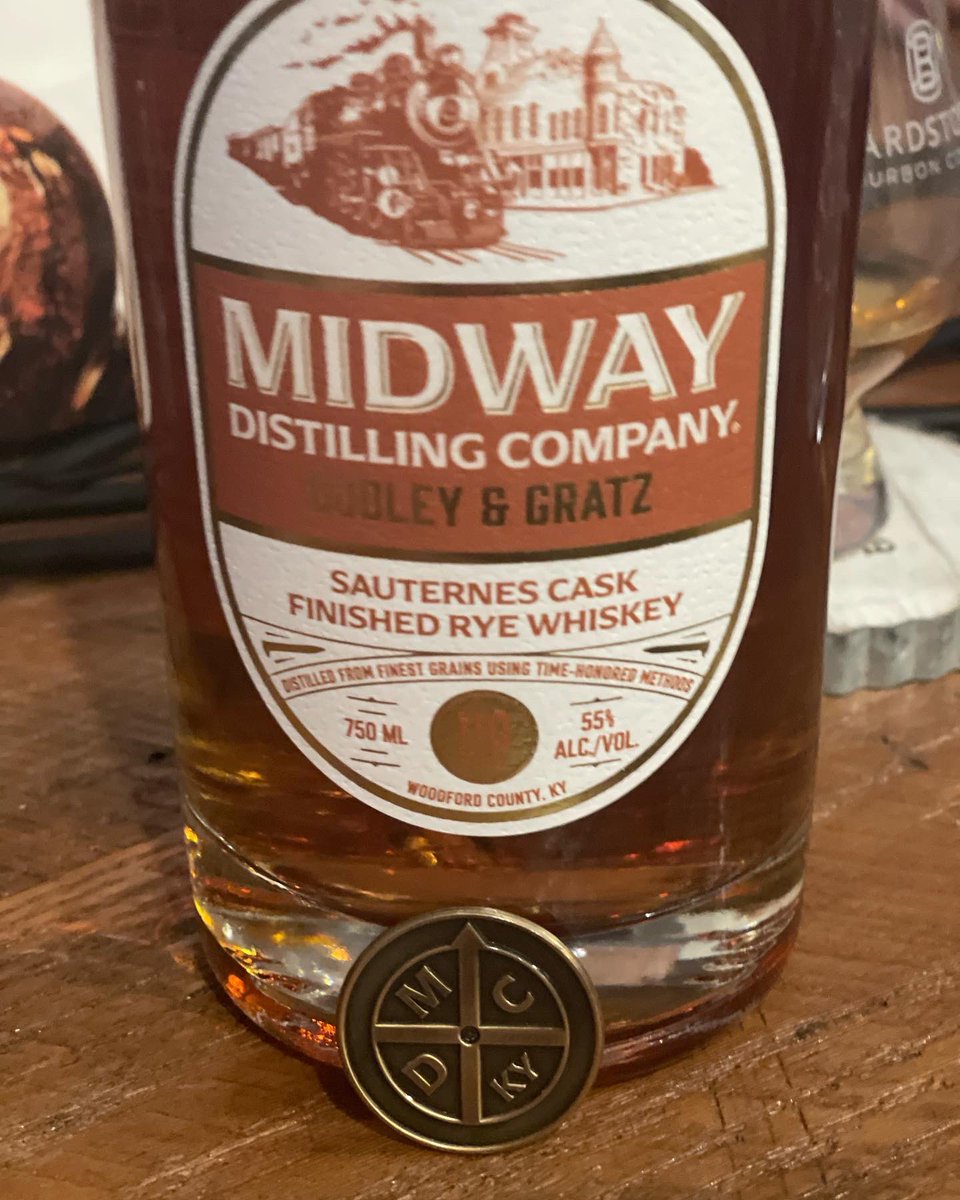 MIDWAY
DISTILLING COMPANY
& GRATZ
SAUTERNES CASK
FINISHED RYE WHISKEY
DISTILLED FROM FINEST GRAINS USING TIME-HONORED METHODS
750 ML
55%
ALC./VOL.
WOODFORD COUNTY, KY
M C
D KY